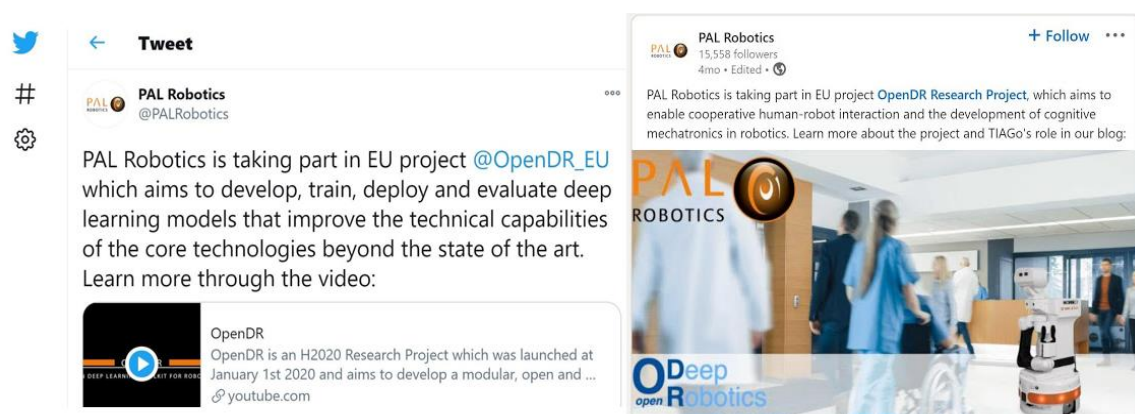 Tweet
PAL Robotics
@PALRobotics
PAL Robotics is taking part in EU project @OpenDR_EU
which aims to develop, train, deploy and evaluate deep
learning models that improve the technical capabilities
of the core technologies beyond the state of the art.
Learn more through the video:
OpenDR
OpenDR is an H2020 Research Project which was launched at
January 1st 2020 and aims to develop a modular, open and ...
youtube.com
PAL Robotics
15,558 followers
4mo • Edited •
+ Follow
PAL Robotics is taking part in EU project OpenDR Research Project, which aims to
enable cooperative human-robot interaction and the development of cognitive
mechatronics in robotics. Learn more about the project and TIAGo's role in our blog:
PAL
ROBOTICS
Deep
open Robotics